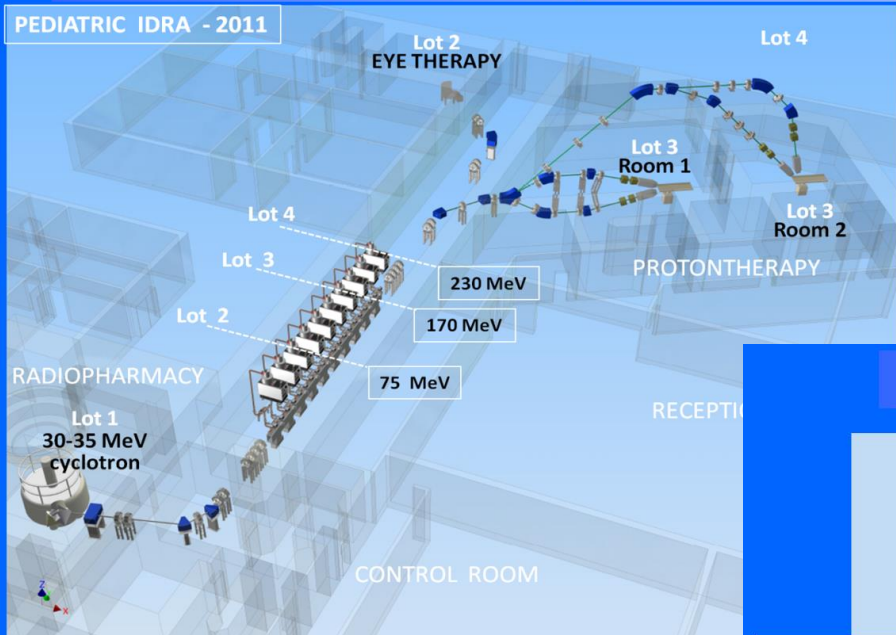 PEDIATRIC IDRA - 2011
Lot 2
EYE THERAPY
Lot 4
Lot 3
Room 1
Lot 3
Room 2
Lot 4
PROTONTHERAPY
230 MeV
Lot 3
170 MeV
Lot 2
75 MeV
RADIOPHARMACY
Lot 1
30-35 MeV
cyclotron
CONTROL ROOM
Z
X